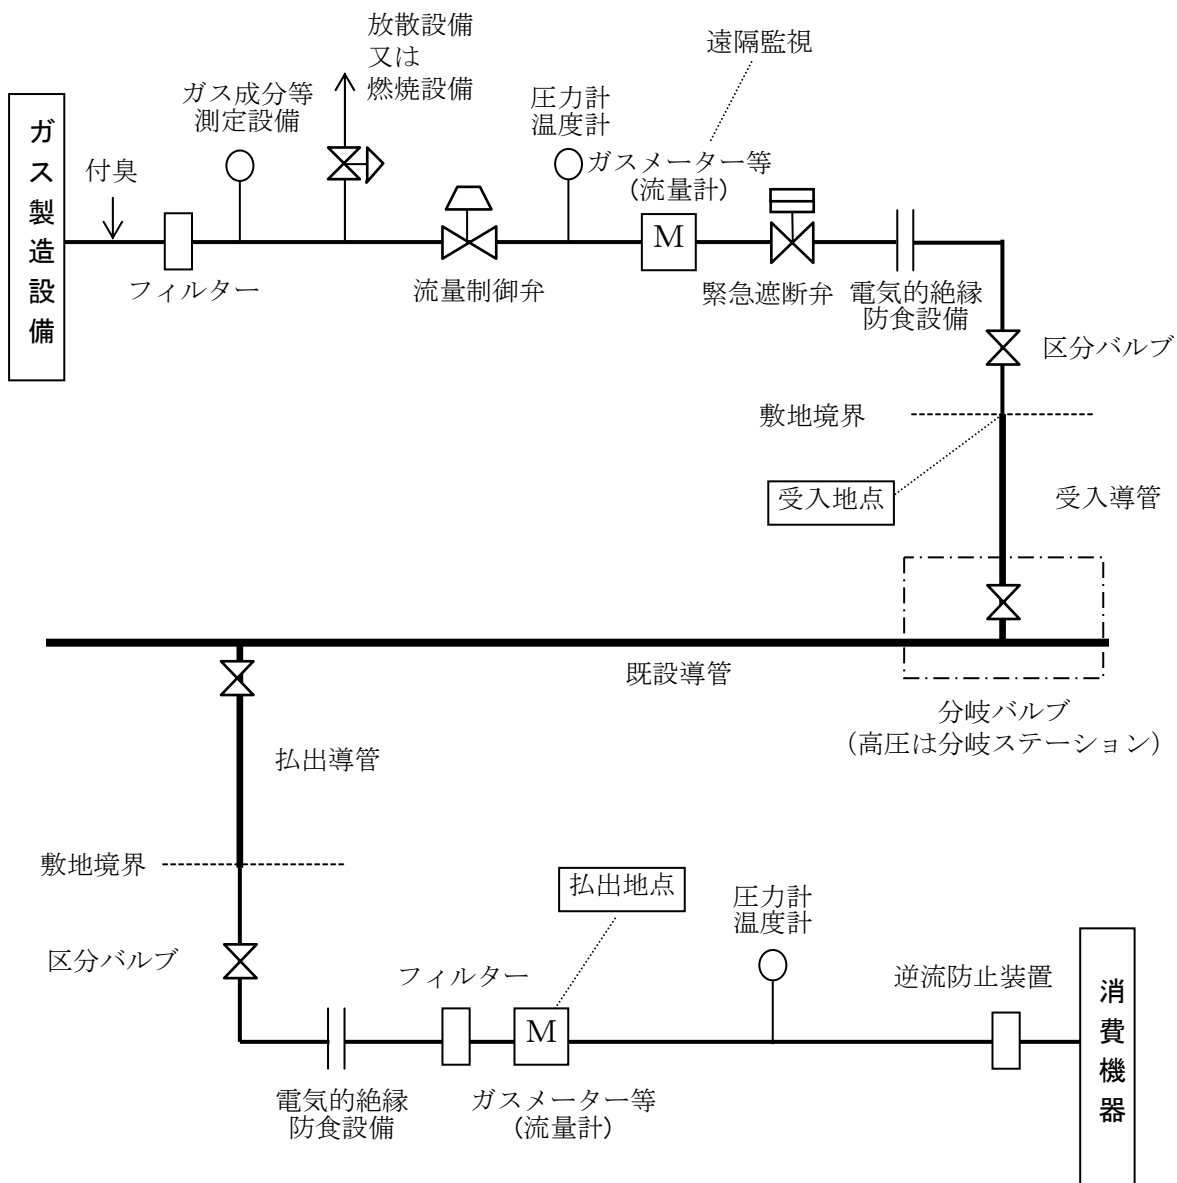 放散設備
又は
燃焼設備
遠隔監視
ガス成分等
測定設備
圧力計
温度計
ガス製造設備
付臭
ガスメーター等
(流量計)
M
フィルター
流量制御弁
緊急遮断弁
電気的絶縁
防食設備
区分バルブ
敷地境界
受入地点
受入導管
既設導管
分岐バルブ
（高圧は分岐ステーション）
払出導管
敷地境界
払出地点
圧力計
温度計
区分バルブ
フィルター
逆流防止装置
消費機器
M
電気的絶縁
防食設備
ガスメーター等
(流量計)